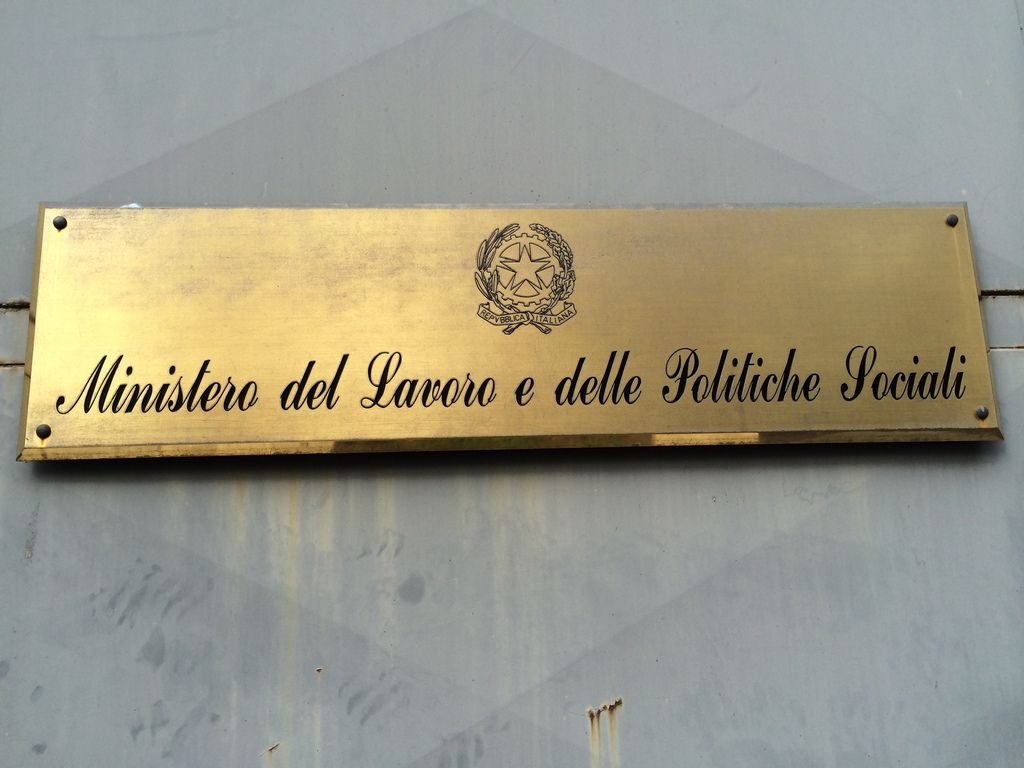 REPVBBLICA ITALIANA
Ministero del Lavoro e delle Politiche Sociali